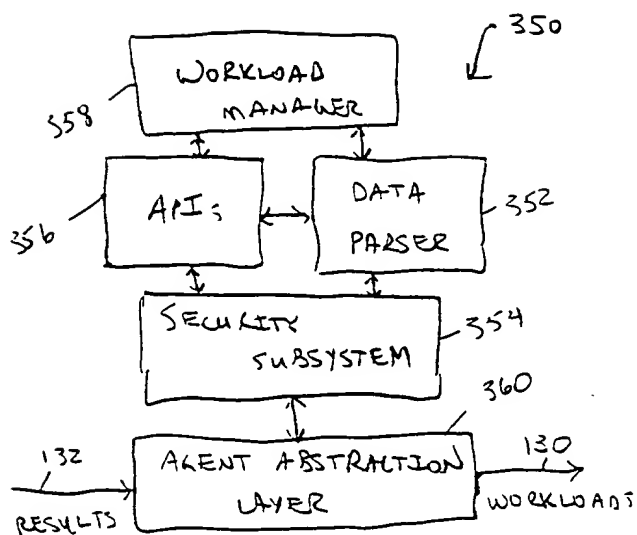 350
WORKLOAD
MANAGER
358
APIs
DATA
PARSER
352
356
SECURITY
SUBSYSTEM
354
360
132
AGENT ABSTRACTION
LAYER
130
RESULTS
WORKLOADS